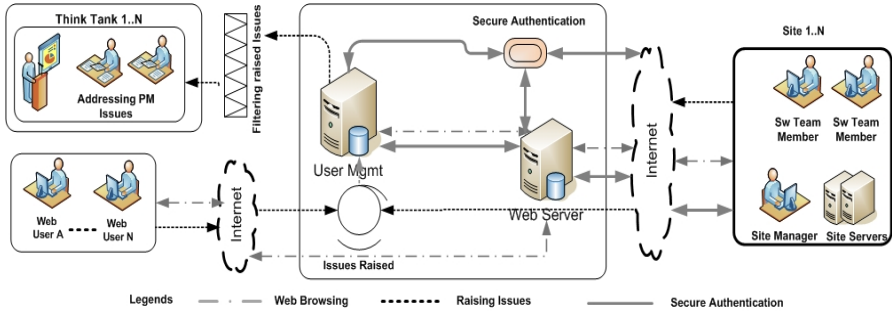 Think Tank 1..N
Addressing PM
Issues
Filtering raised Issues
Secure Authentication
User Mgmt
Web Server
Issues Raised
Internet
Site 1..N
Sw Team
Member
Sw Team
Member
Site Manager
Site Servers
Web
User A
Web
User N
Internet
Legends
Web Browsing
Raising Issues
Secure Authentication